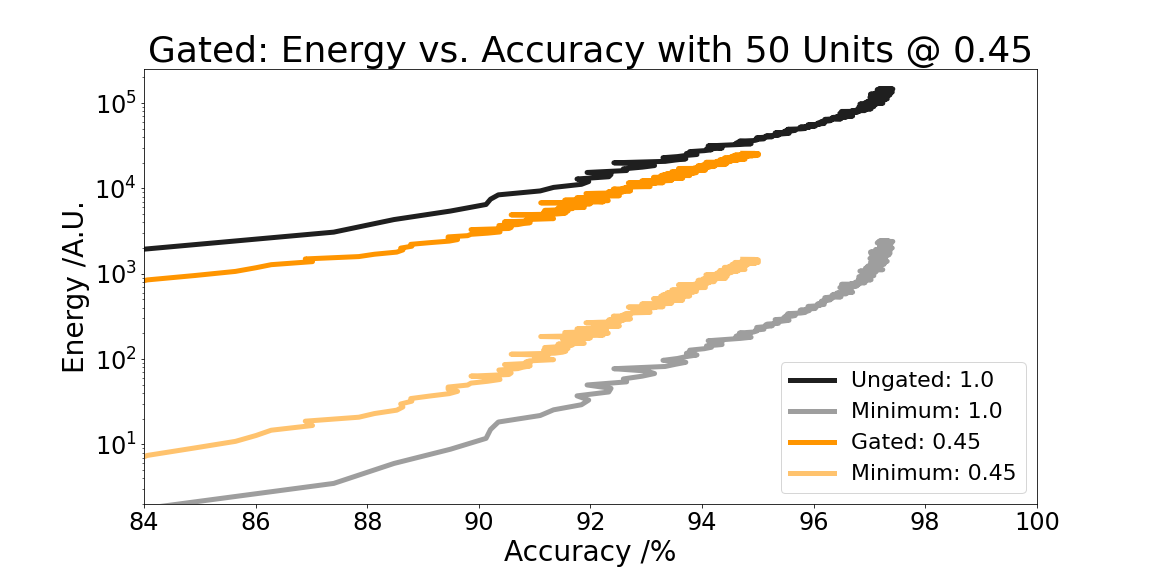 Gated: Energy vs. Accuracy with 50 Units @ 0.45
Energy /A.U.
10^5
10^4
10^3
10^2
10^1
Ungated: 1.0
Minimum: 1.0
Gated: 0.45
Minimum: 0.45
84 86 88 90 92 94 96 98 100
Accuracy /%